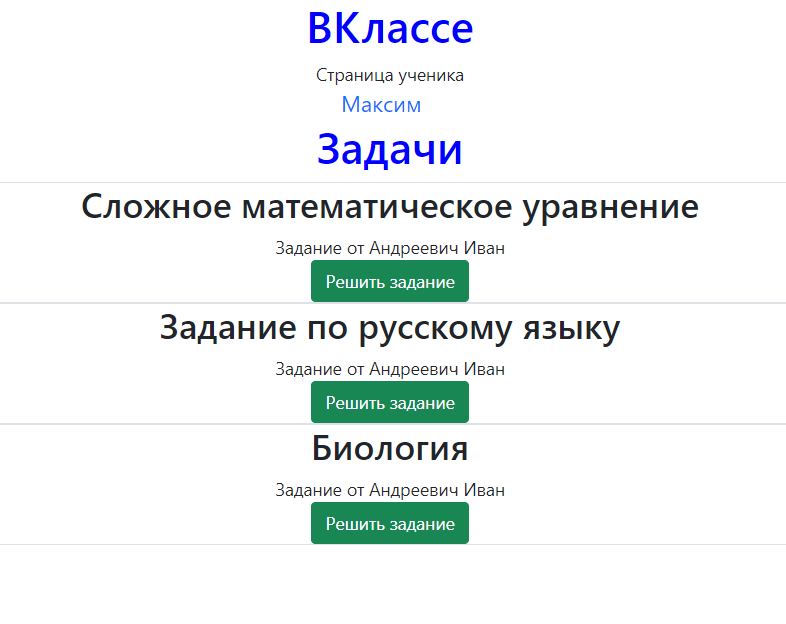 ВКлассе
Страница ученика
Максим
Задачи
Сложное математическое уравнение
Задание от Андреевич Иван
Решить задание
Задание по русскому языку
Задание от Андреевич Иван
Решить задание
Биология
Задание от Андреевич Иван
Решить задание